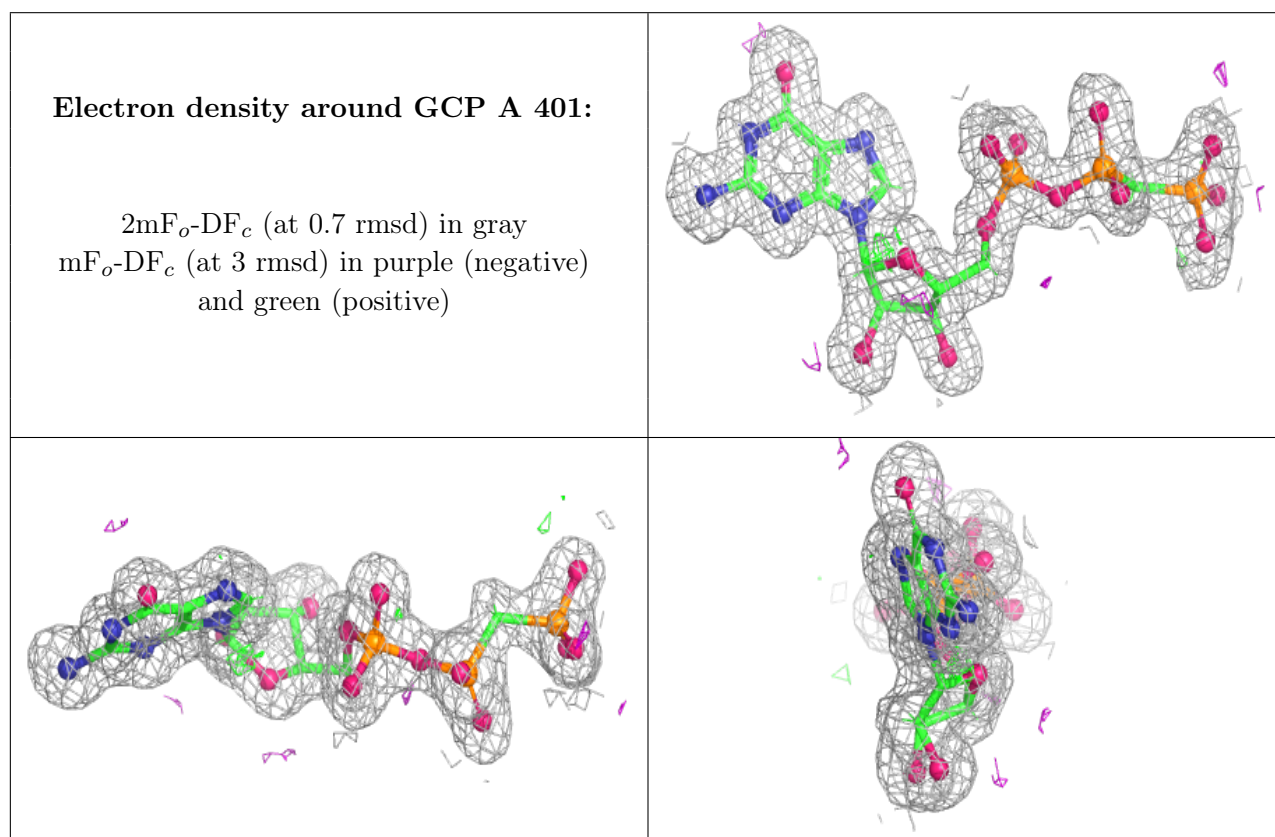 Electron density around GCP A 401:
2mFo-DFc (at 0.7 rmsd) in gray
mFo-DFc (at 3 rmsd) in purple (negative)
and green (positive)